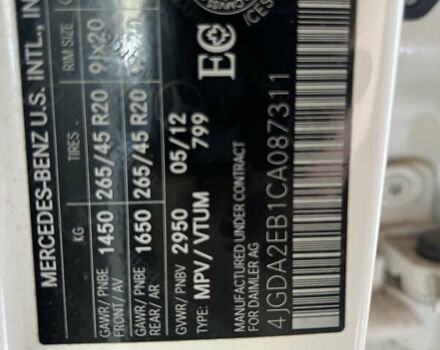 MERCEDES-BENZ U.S. INTL., IN
KG TIRES RIM SIZE
GAWR/PNBE FRONT/AV 1450 265/45 R20 9Jx20
GAWR/PNBE REAR/AR 1650 265/45 R20
GVWR/PNBV 2950 05/12
TYPE: MPV/VTUM 799
EC
MANUFACTURED UNDER CONTRACT
FOR DAIMLER AG
4JGDA2EB1CA087311